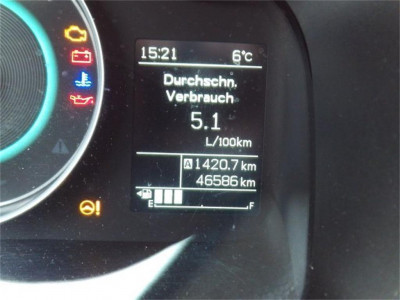 15:21 6°C
Durchschn.
Verbrauch
5.1
L/100km
A 1420.7 km
46586 km
E F